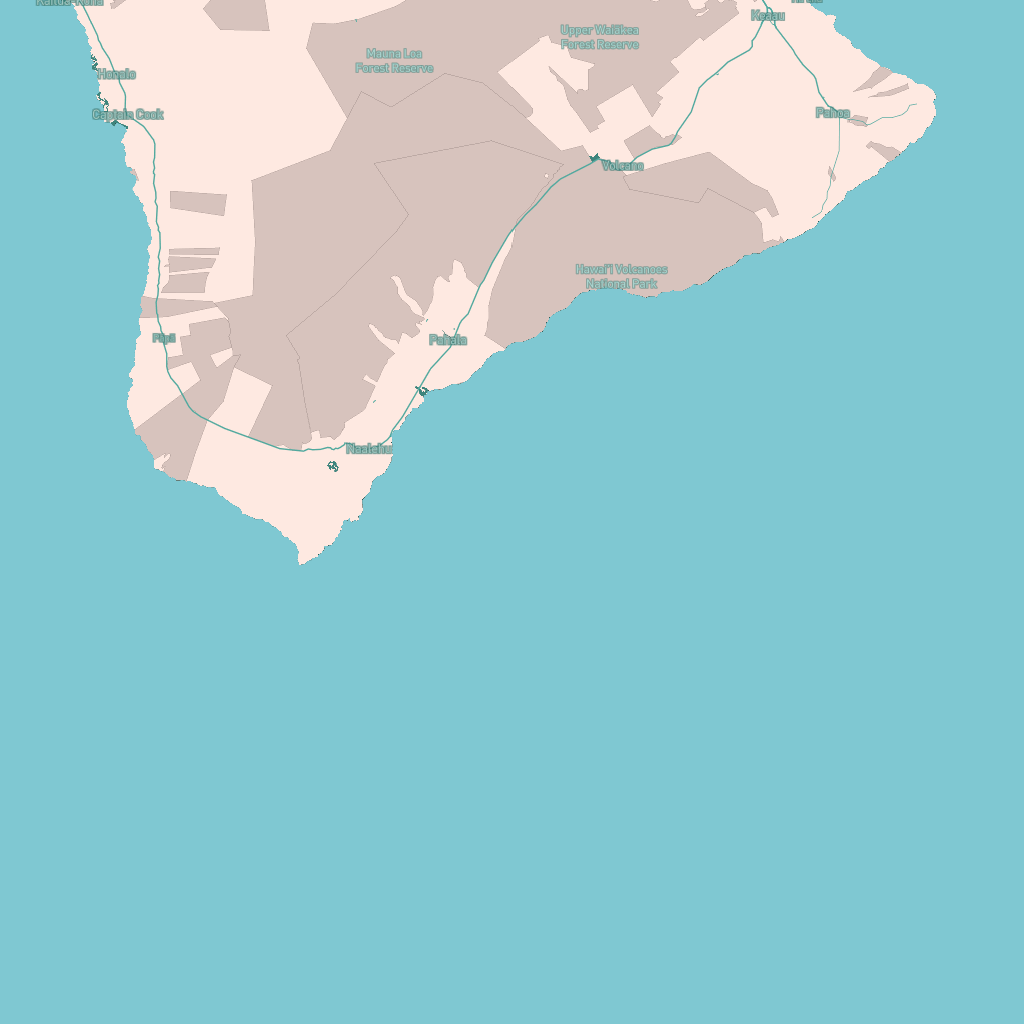 Kailua-Kona
Keaau
Upper Waiākea
Forest Reserve
Mauna Loa
Forest Reserve
Honalo
Captain Cook
Pahoa
Volcano
Hawai'i Volcanoes
National Park
Pāpā
Pahala
Naalehu